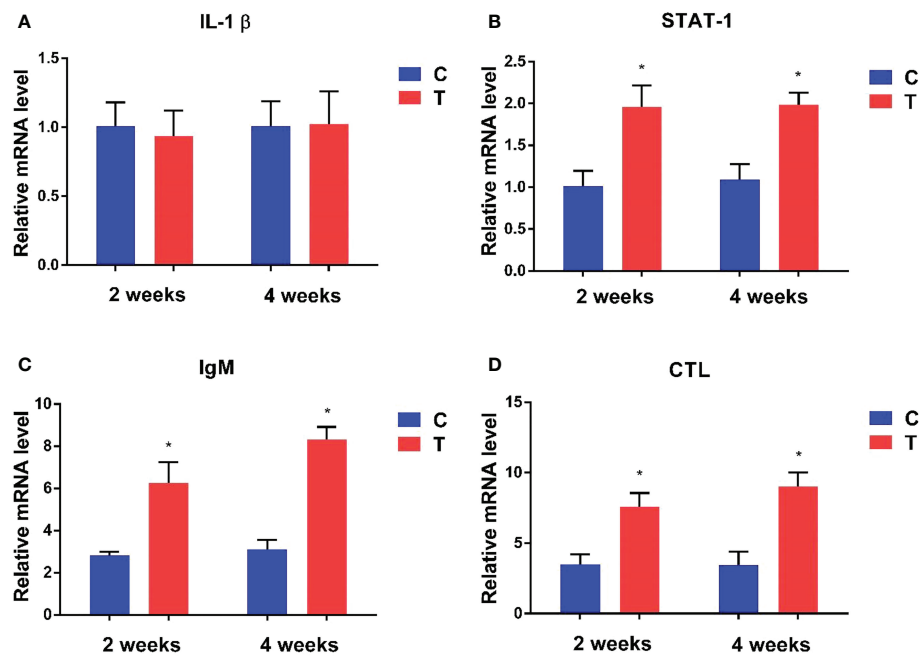 A
IL-1 β
Relative mRNA level
1.5
1.0
0.5
0.0
2 weeks
4 weeks
C
T
B
STAT-1
Relative mRNA level
2.5
2.0
1.5
1.0
0.5
0.0
*
*
2 weeks
4 weeks
C
T
C
IgM
Relative mRNA level
10
8
6
4
2
0
*
*
2 weeks
4 weeks
C
T
D
CTL
Relative mRNA level
15
10
5
0
*
*
2 weeks
4 weeks
C
T